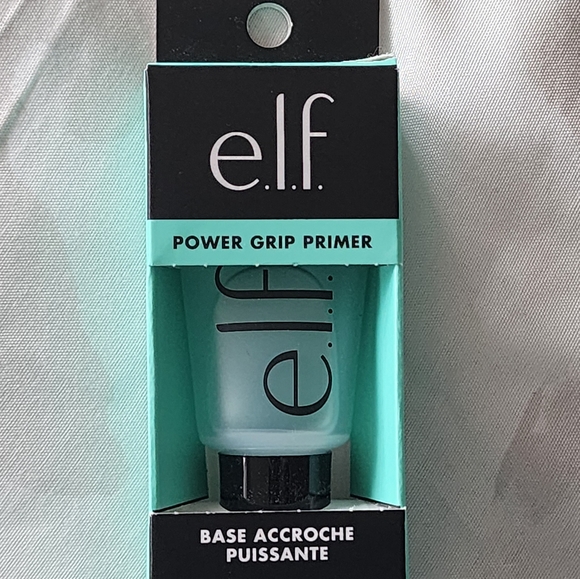 e.l.f.
POWER GRIP PRIMER
e.l.f.
BASE ACCROCHE
PUISSANTE